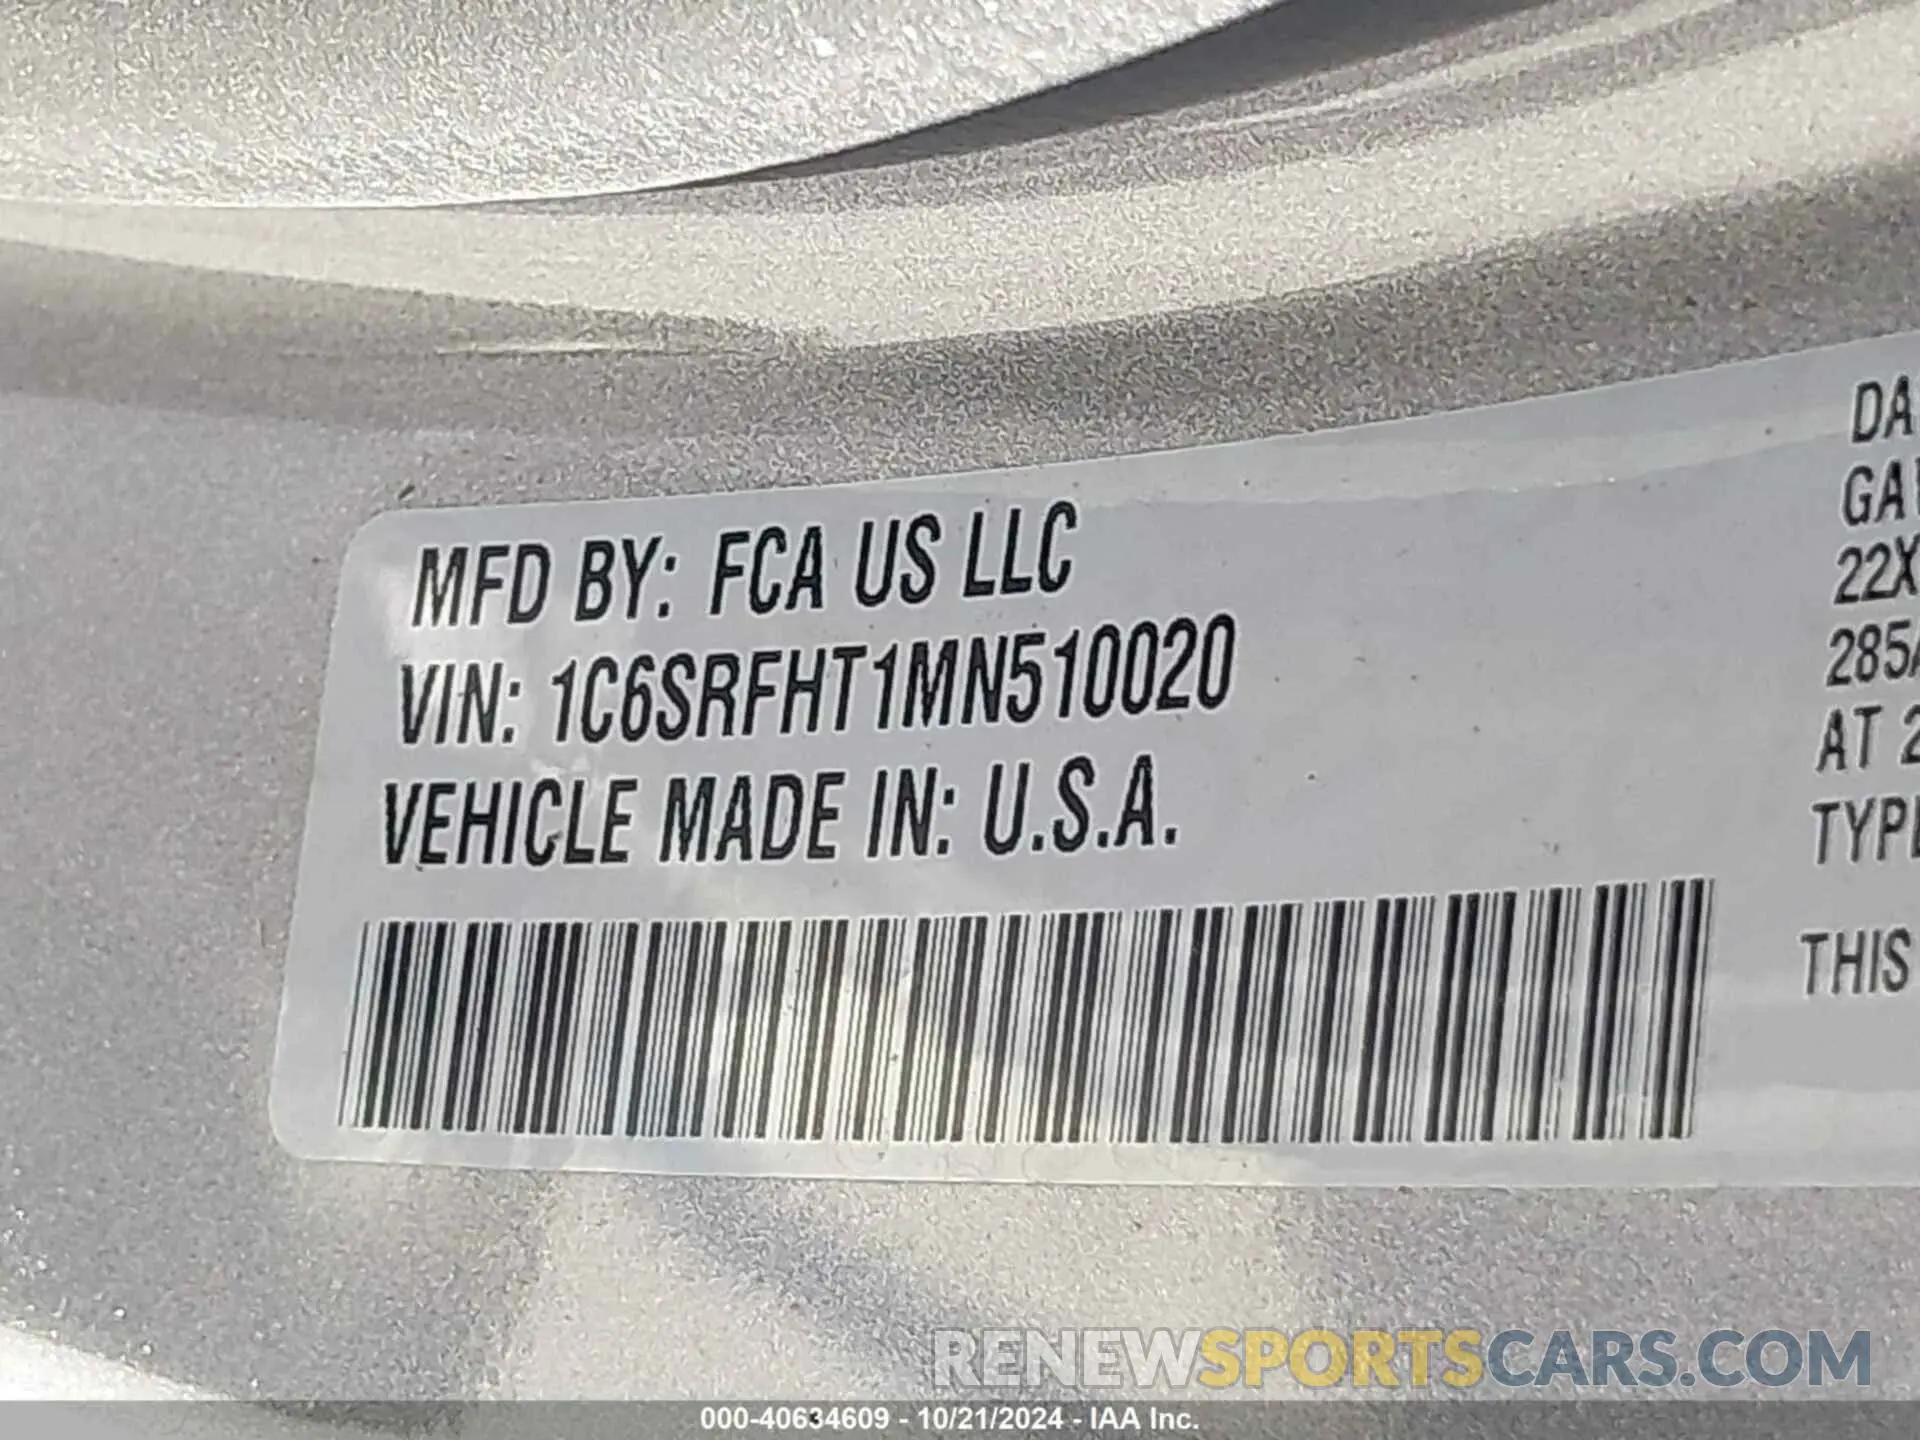 MFD BY: FCA US LLC
VIN: 1C6SRFHT1MN510020
VEHICLE MADE IN: U.S.A.
DA
GA
22X
285
AT 2
TYPE
THIS
RENEWSPORTSCARS.COM
000-40634609 - 10/21/2024 - IAA Inc.